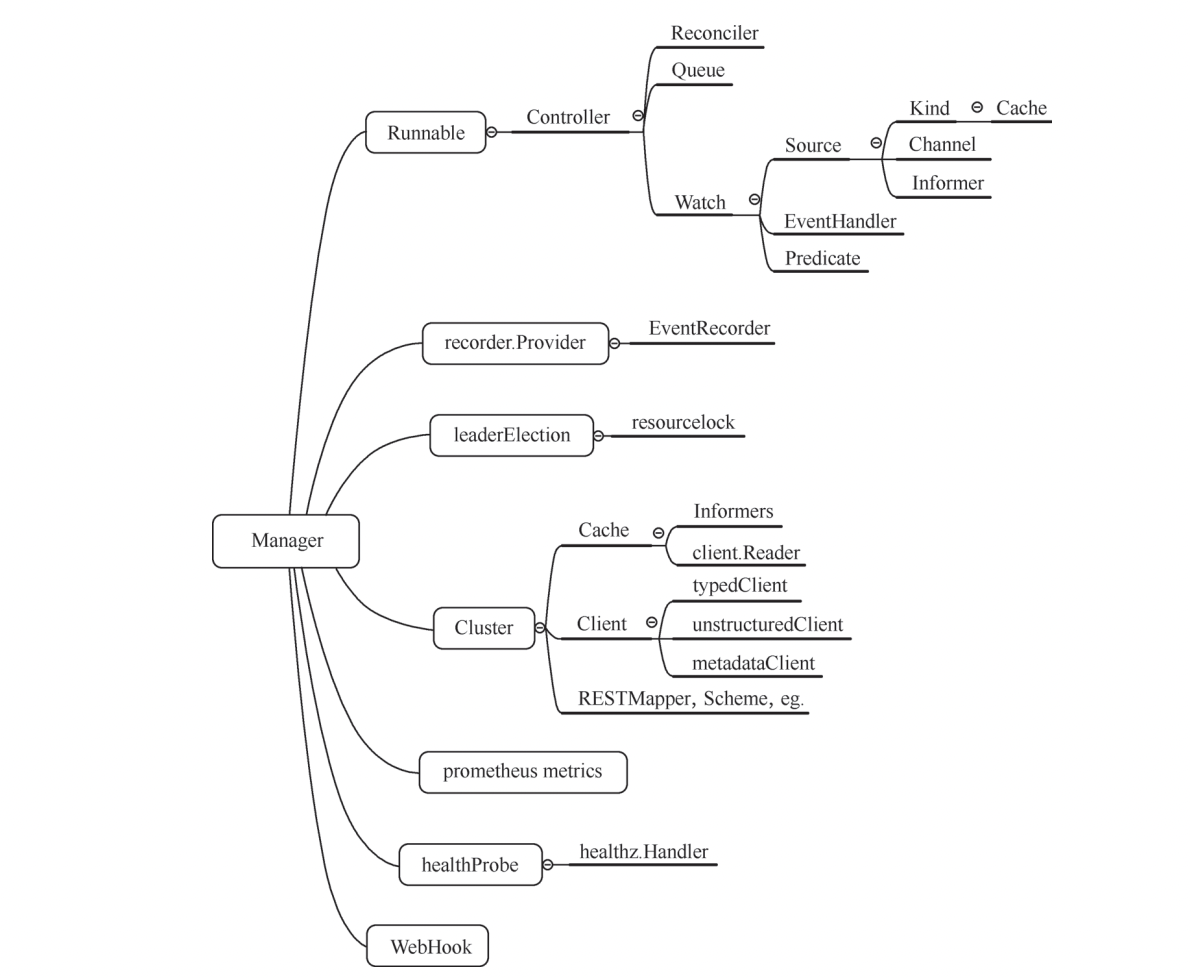 Manager
Runnable
Controller
Reconciler
Queue
Watch
Source
Kind
Cache
Channel
Informer
EventHandler
Predicate
recorder.Provider
EventRecorder
leaderElection
resourcelock
Cluster
Cache
Informers
client.Reader
Client
typedClient
unstructuredClient
metadataClient
RESTMapper, Scheme, eg.
prometheus metrics
healthProbe
healthz.Handler
WebHook